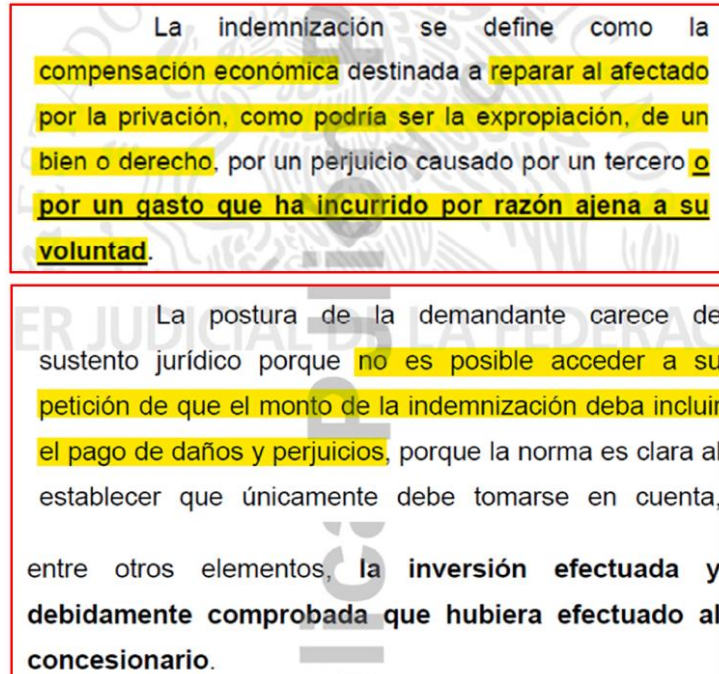 La indemnización se define como la
compensación económica destinada a reparar al afectado
por la privación, como podría ser la expropiación, de un
bien o derecho, por un perjuicio causado por un tercero o
por un gasto que ha incurrido por razón ajena a su
voluntad.
La postura de la demandante carece de
sustento jurídico porque no es posible acceder a su
petición de que el monto de la indemnización deba incluir
el pago de daños y perjuicios, porque la norma es clara al
establecer que únicamente debe tomarse en cuenta,
entre otros elementos, la inversión efectuada y
debidamente comprobada que hubiera efectuado al
concesionario.